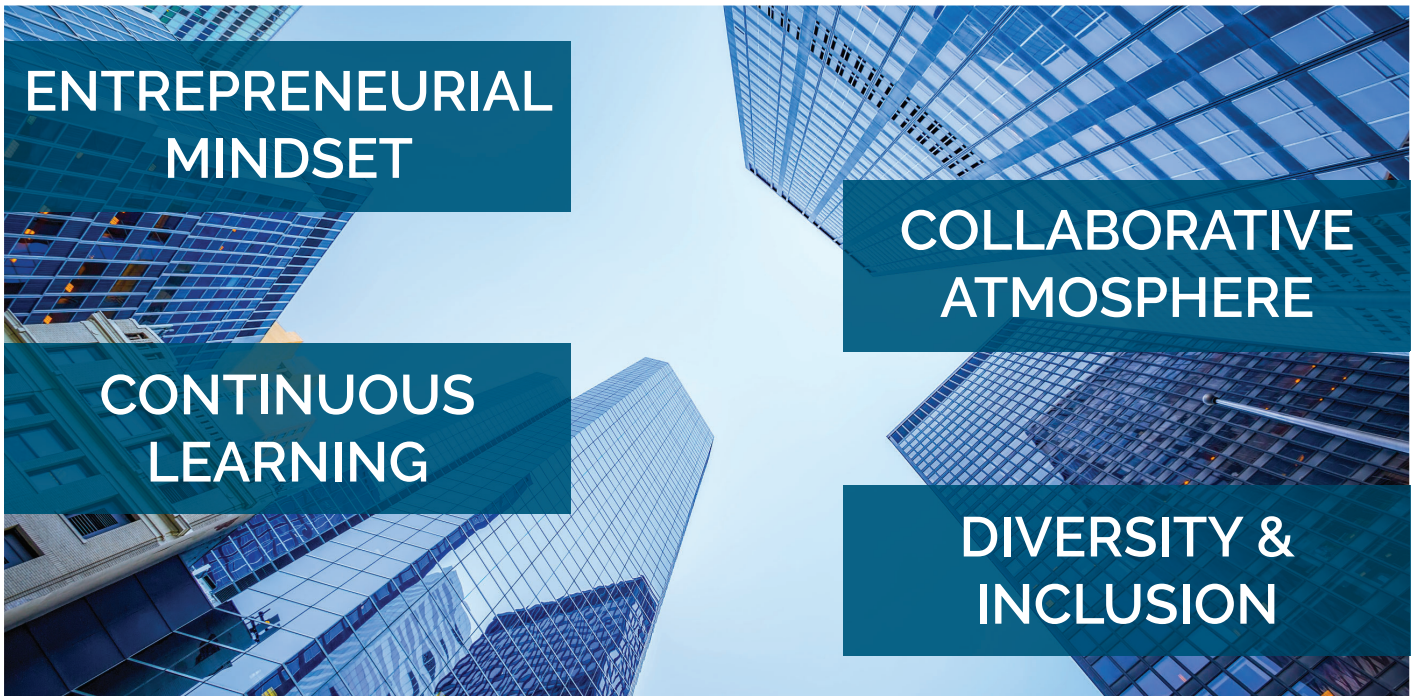 ENTREPRENEURIAL
MINDSET
COLLABORATIVE
ATMOSPHERE
CONTINUOUS
LEARNING
DIVERSITY &
INCLUSION